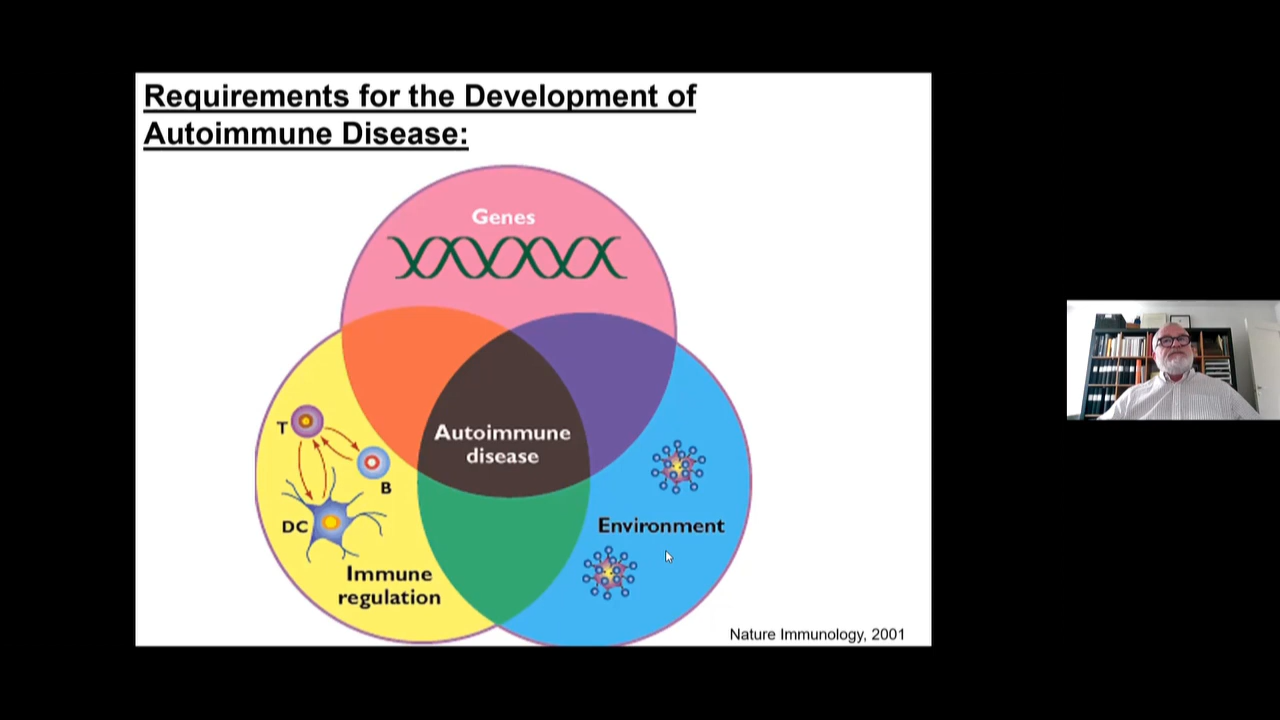 Requirements for the Development of
Autoimmune Disease:
Genes
Autoimmune
disease
T
B
DC
Environment
Immune
regulation
Nature Immunology, 2001